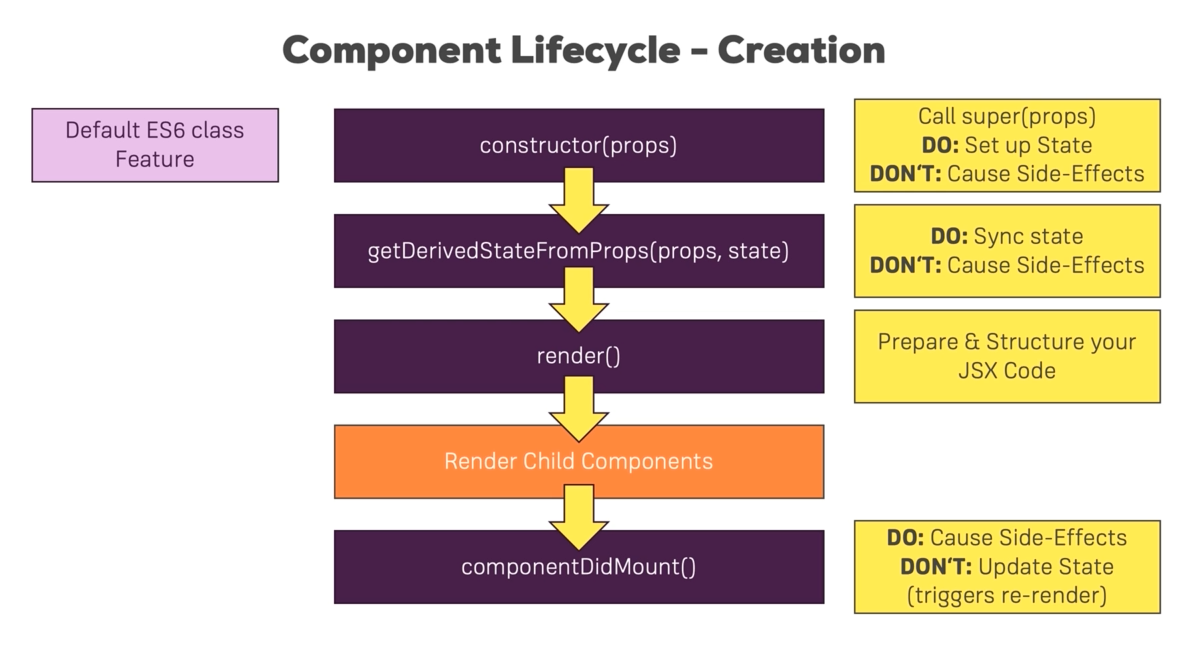 Component Lifecycle – Creation
Default ES6 class
Feature
constructor(props)
Call super(props)
DO: Set up State
DON‘T: Cause Side-Effects
getDerivedStateFromProps(props, state)
DO: Sync state
DON‘T: Cause Side-Effects
render()
Prepare & Structure your
JSX Code
Render Child Components
componentDidMount()
DO: Cause Side-Effects
DON‘T: Update State
(triggers re-render)